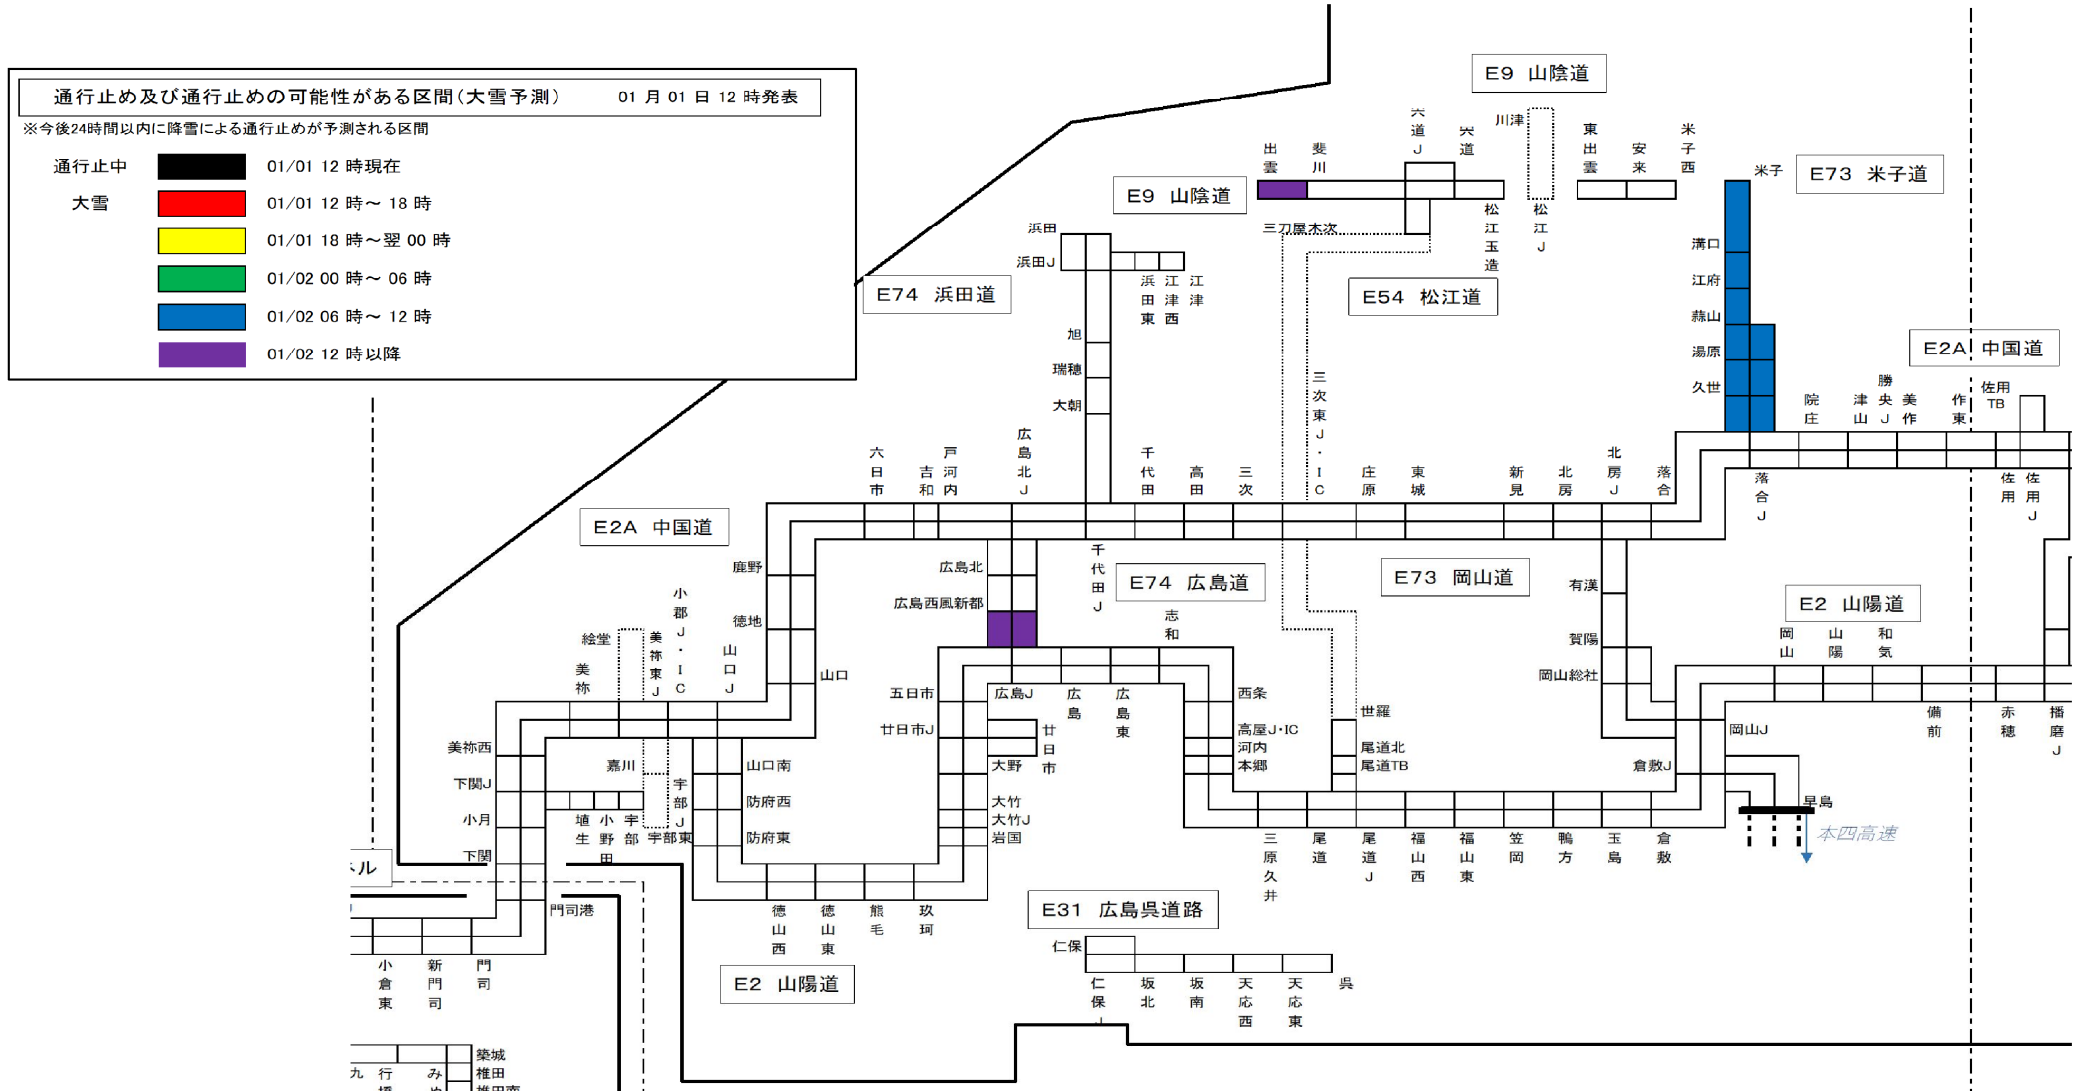 通行止め及び通行止めの可能性がある区間(大雪予測) 01 月 01 日 12 時発表
※今後24時間以内に降雪による通行止めが予測される区間
通行止中 01/01 12 時現在
大雪 01/01 12 時～ 18 時
01/01 18 時～翌 00 時
01/02 00 時～ 06 時
01/02 06 時～ 12 時
01/02 12 時以降
E9 山陰道
出雲
斐川
宍道J
宍道
川津
東出雲
安来
米子西
米子
E73 米子道
E9 山陰道
三刀屋木次
松江玉造
松江J
浜田
浜田J
浜田東
江津西
江津
E74 浜田道
E54 松江道
溝口
江府
蒜山
湯原
久世
旭
瑞穂
大朝
E2A 中国道
三次東J・IC
院庄
津山
勝央J
美作
作東
佐用TB
六日市
吉和
戸河内
広島北J
千代田
高田
三次
庄原
東城
新見
北房
北房J
落合
落合J
佐用
佐用J
E2A 中国道
鹿野
徳地
山口
広島北
広島西風新都
千代田J
E74 広島道
志和
E73 岡山道
有漢
賀陽
岡山総社
E2 山陽道
岡山
山陽
和気
絵堂
美祢
美祢東J
小郡J・IC
山口J
五日市
廿日市J
広島J
広島
広島東
廿日市
西条
高屋J・IC
河内
本郷
世羅
尾道北
尾道TB
岡山J
倉敷J
備前
赤穂
播磨J
美祢西
下関J
小月
下関
嘉川
埴生
小野田
宇部
宇部J
宇部東
山口南
防府西
防府東
大野
大竹
大竹J
岩国
三原久井
尾道
尾道J
福山西
福山東
笠岡
鴨方
玉島
倉敷
早島
本四高速
ネル
門司港
徳山西
徳山東
熊毛
玖珂
E31 広島呉道路
仁保
仁保J
坂北
坂南
天応西
天応東
呉
小倉東
新門司
門司
E2 山陽道
築城
椎田
九
行
み